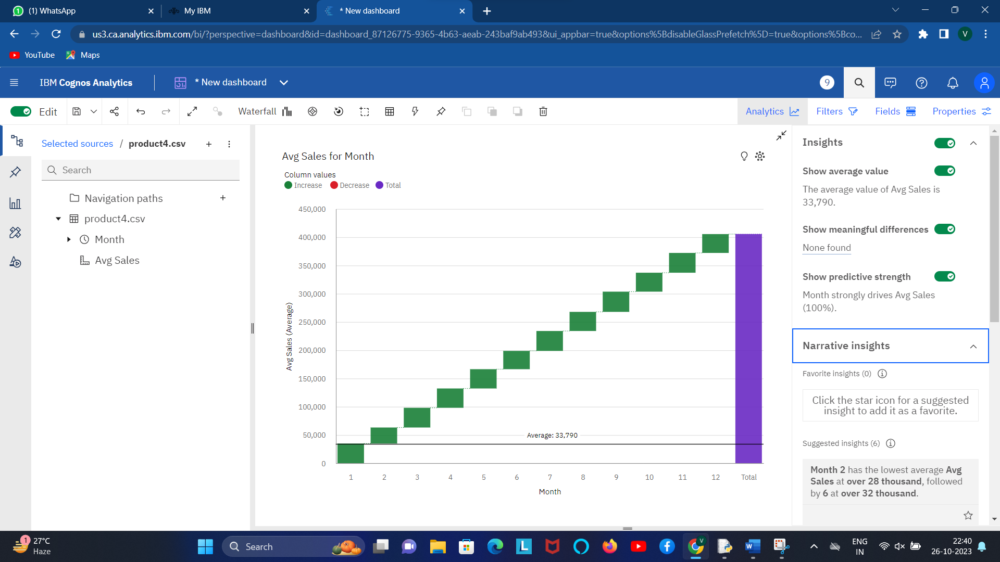 (1) WhatsApp
My IBM
* New dashboard
us3.ca.analytics.ibm.com/bi/?perspective=dashboard&id=dashboard_87126775-9365-4b63-aeab-243baf9ab493&ui_appbar=true&options%5BdisableGlassPrefetch%5D=true&options%5Bco...
V
YouTube
Maps
IBM Cognos Analytics
* New dashboard
9
Edit
Waterfall
Analytics
Filters
Fields
Properties
Selected sources / product4.csv
Search
Navigation paths
product4.csv
Month
Avg Sales
Avg Sales for Month
Column values
Increase Decrease Total
450,000
400,000
350,000
300,000
250,000
200,000
150,000
100,000
50,000
0
Avg Sales (Average)
Average: 33,790
1 2 3 4 5 6 7 8 9 10 11 12 Total
Month
Insights
Show average value
The average value of Avg Sales is
33,790.
Show meaningful differences
None found
Show predictive strength
Month strongly drives Avg Sales
(100%).
Narrative insights
Favorite insights (0)
Click the star icon for a suggested
insight to add it as a favorite.
Suggested insights (6)
Month 2 has the lowest average Avg
Sales at over 28 thousand, followed
by 6 at over 32 thousand.
1
27°C
Haze
Search
L
V
W
ENG
IN
22:40
26-10-2023